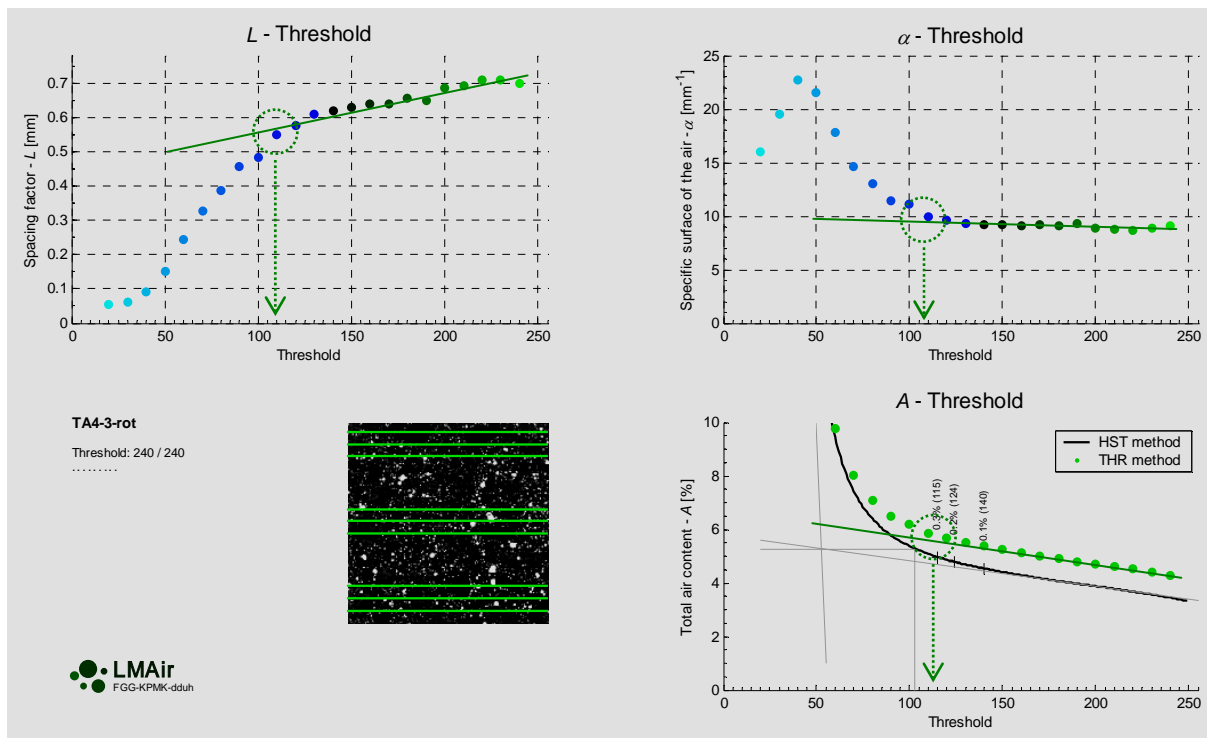 L - Threshold
Spacing factor - L [mm]
0.7
0.6
0.5
0.4
0.3
0.2
0.1
0
0 50 100 150 200 250
Threshold
α - Threshold
Specific surface of the air - α [mm-1]
25
20
15
10
5
0
0 50 100 150 200 250
Threshold
TA4-3-rot
Threshold: 240 / 240
.........
LMAir
FGG-KPMK-dduh
A - Threshold
Total air content - A [%]
10
8
6
4
2
0
HST method
THR method
0.3% (115)
0.2% (124)
0.1% (140)
0 50 100 150 200 250
Threshold